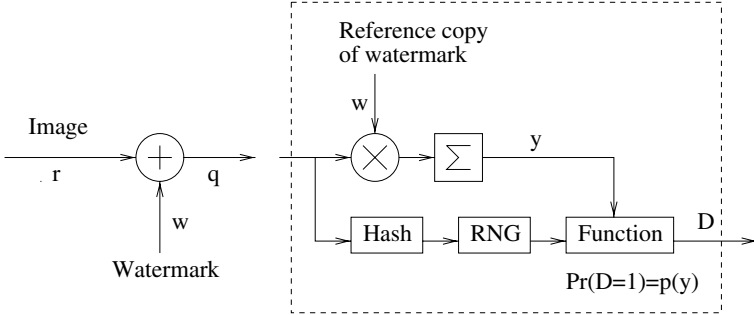 Reference copy
of watermark
w
Image
r
+
q
w
Watermark
×
Σ
y
Hash
RNG
Function
D
Pr(D=1)=p(y)